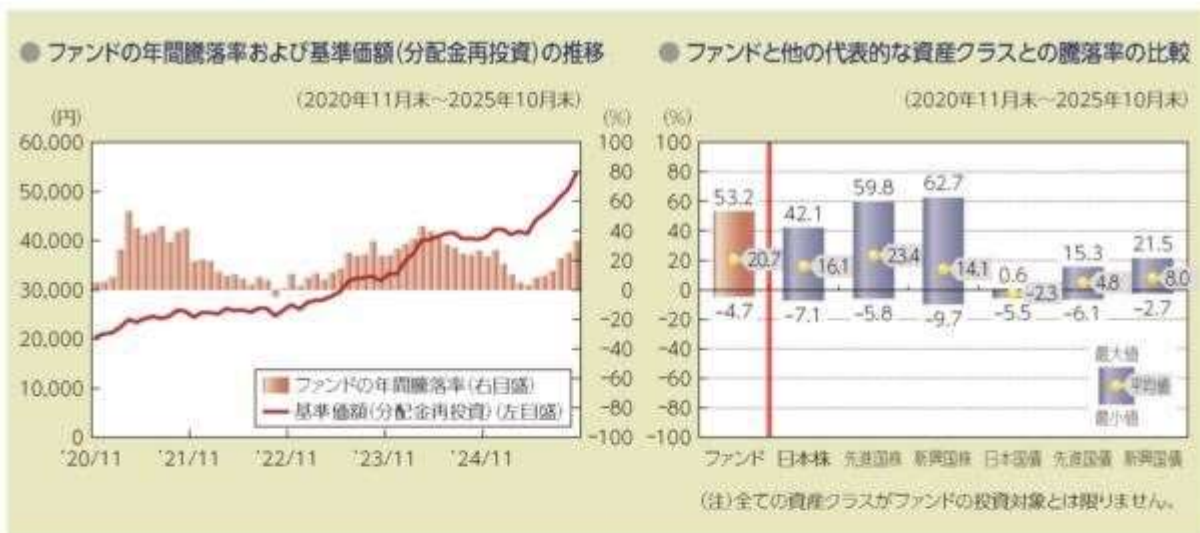 ● ファンドの年間騰落率および基準価額(分配金再投資)の推移
(2020年11月末～2025年10月末)
(円)
(%)
60,000
50,000
40,000
30,000
20,000
10,000
0
100
80
60
40
20
0
-20
-40
-60
-80
-100
ファンドの年間騰落率(右目盛)
基準価額(分配金再投資)(左目盛)
'20/11 '21/11 '22/11 '23/11 '24/11
● ファンドと他の代表的な資産クラスとの騰落率の比較
(2020年11月末～2025年10月末)
(%)
100
80
60
40
20
0
-20
-40
-60
-80
-100
53.2 42.1 59.8 62.7 0.6 15.3 21.5
20.7 16.1 23.4 14.1 -2.3 4.8 8.0
-4.7 -7.1 -5.8 -9.7 -5.5 -6.1 -2.7
最大値
平均値
最小値
ファンド 日本株 先進国株 新興国株 日本国債 先進国債 新興国債
(注)全ての資産クラスがファンドの投資対象とは限りません。